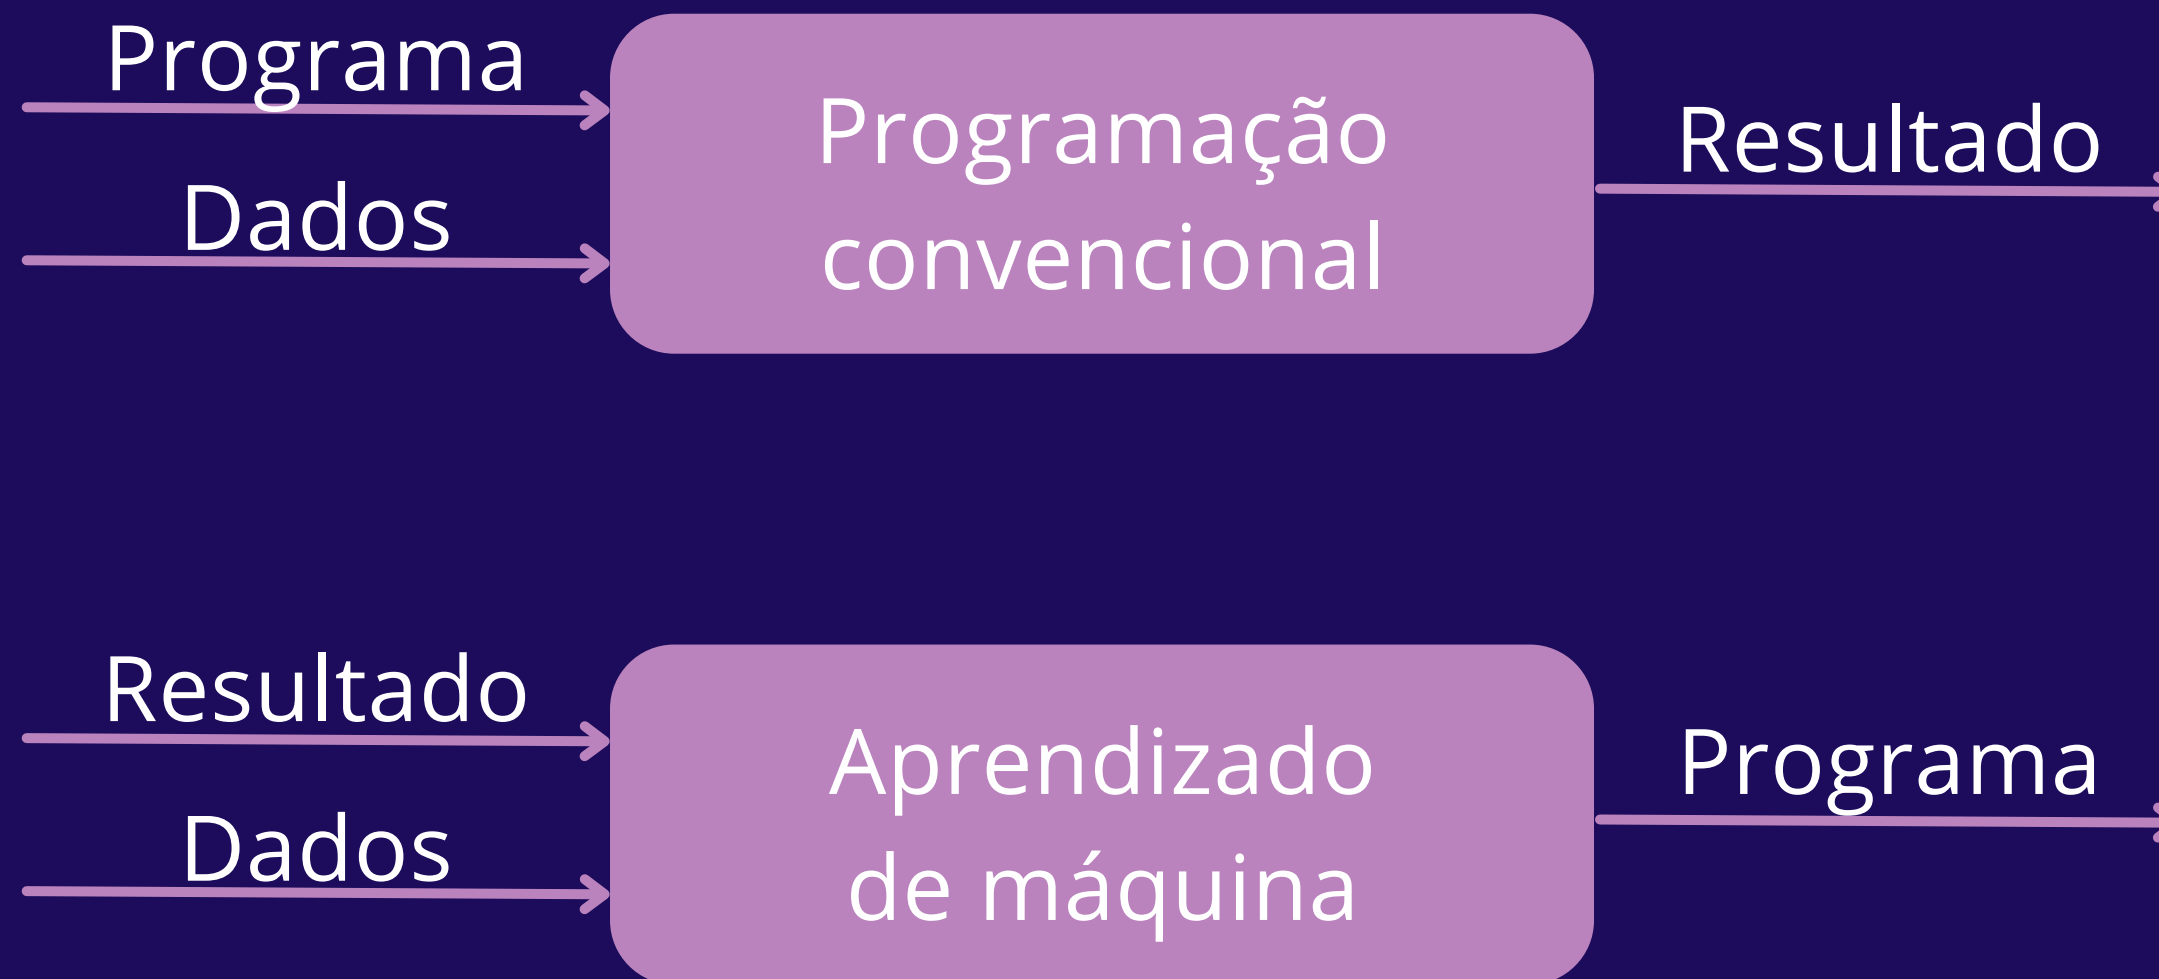 Programa
Dados
Programação
convencional
Resultado
Resultado
Dados
Aprendizado
de máquina
Programa